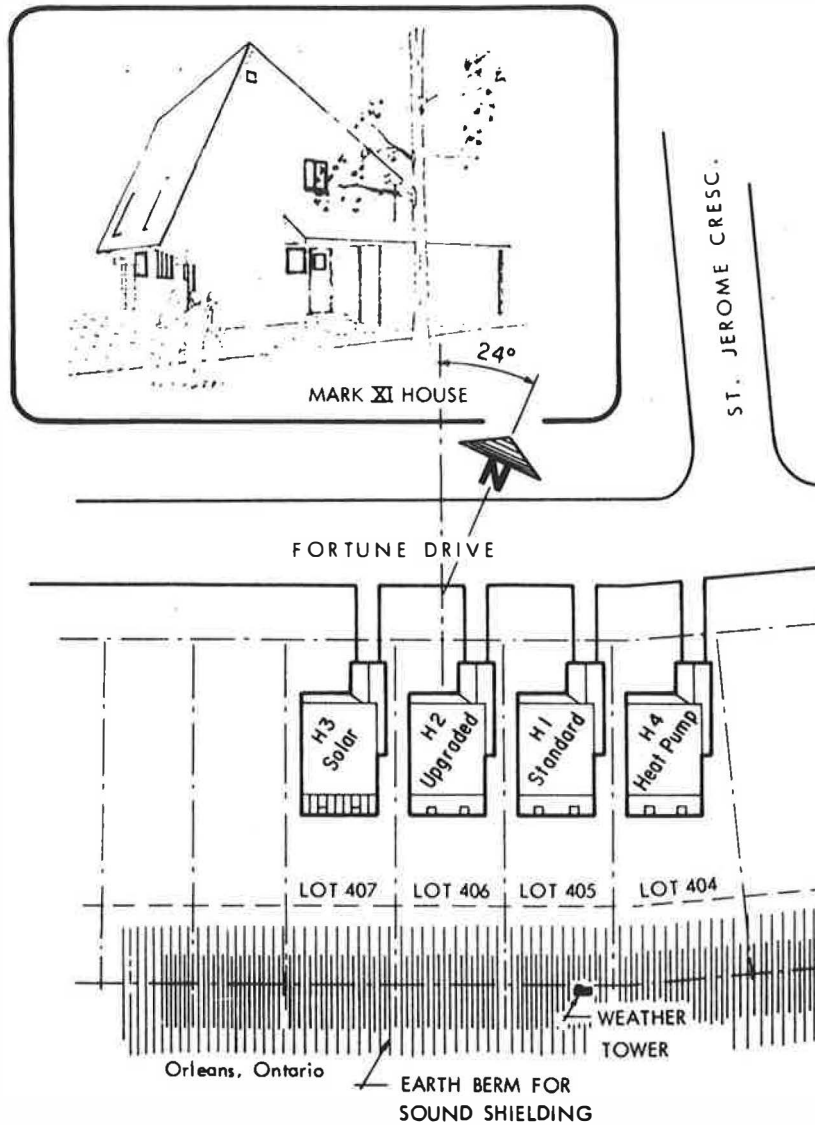 24°
MARK XI HOUSE
ST. JEROME CRESC.
N
FORTUNE DRIVE
H3
Solar
H2
Upgraded
H1
Standard
H4
Heat Pump
LOT 407
LOT 406
LOT 405
LOT 404
WEATHER
TOWER
Orleans, Ontario
EARTH BERM FOR
SOUND SHIELDING